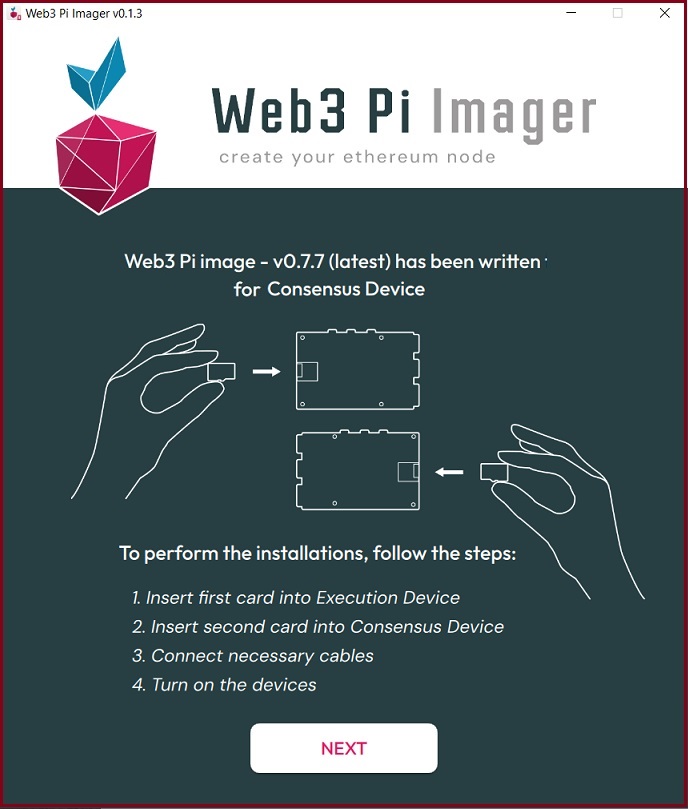 Web3 Pi Imager v0.1.3
Web3 Pi Imager
create your ethereum node
Web3 Pi image - v0.7.7 (latest) has been written
for Consensus Device
To perform the installations, follow the steps:
1. Insert first card into Execution Device
2. Insert second card into Consensus Device
3. Connect necessary cables
4. Turn on the devices
NEXT